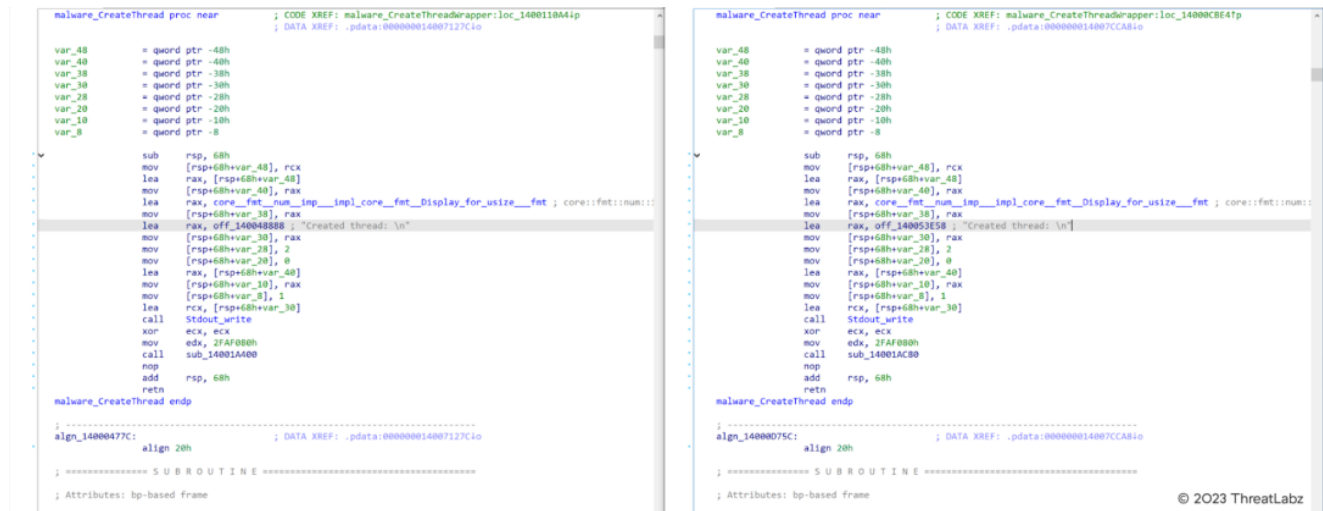 malware_CreateThread proc near ; CODE XREF: malware_CreateThreadWrapper:loc_1400110A4↓p
; DATA XREF: .pdata:000000014007127C↓o
var_48 = qword ptr -48h
var_40 = qword ptr -40h
var_38 = qword ptr -38h
var_30 = qword ptr -30h
var_28 = qword ptr -28h
var_20 = qword ptr -20h
var_10 = qword ptr -10h
var_8 = qword ptr -8
sub rsp, 68h
mov [rsp+68h+var_48], rcx
lea rax, [rsp+68h+var_48]
mov [rsp+68h+var_40], rax
lea rax, core__fmt__num__imp___impl_core__fmt__Display_for_usize___fmt ; core::fmt::num::
mov [rsp+68h+var_38], rax
lea rax, off_140048888 ; "Created thread: \n"
mov [rsp+68h+var_30], rax
mov [rsp+68h+var_28], 2
mov [rsp+68h+var_20], 0
lea rax, [rsp+68h+var_40]
mov [rsp+68h+var_10], rax
mov [rsp+68h+var_8], 1
lea rcx, [rsp+68h+var_30]
call Stdout_write
xor ecx, ecx
mov edx, 2FAF080h
call sub_14001A400
nop
add rsp, 68h
retn
malware_CreateThread endp
; ---------------------------------------------------------------------------
algn_14000477C: ; DATA XREF: .pdata:000000014007127C↓o
align 20h
; =============== S U B R O U T I N E =======================================
; Attributes: bp-based frame
malware_CreateThread proc near ; CODE XREF: malware_CreateThreadWrapper:loc_14000CBE4↑p
; DATA XREF: .pdata:000000014007CCA8↓o
var_48 = qword ptr -48h
var_40 = qword ptr -40h
var_38 = qword ptr -38h
var_30 = qword ptr -30h
var_28 = qword ptr -28h
var_20 = qword ptr -20h
var_10 = qword ptr -10h
var_8 = qword ptr -8
sub rsp, 68h
mov [rsp+68h+var_48], rcx
lea rax, [rsp+68h+var_48]
mov [rsp+68h+var_40], rax
lea rax, core__fmt__num__imp___impl_core__fmt__Display_for_usize___fmt ; core::fmt::num::
mov [rsp+68h+var_38], rax
lea rax, off_140053E58 ; "Created thread: \n"
mov [rsp+68h+var_30], rax
mov [rsp+68h+var_28], 2
mov [rsp+68h+var_20], 0
lea rax, [rsp+68h+var_40]
mov [rsp+68h+var_10], rax
mov [rsp+68h+var_8], 1
lea rcx, [rsp+68h+var_30]
call Stdout_write
xor ecx, ecx
mov edx, 2FAF080h
call sub_14001AC80
nop
add rsp, 68h
retn
malware_CreateThread endp
; ---------------------------------------------------------------------------
algn_14000D75C: ; DATA XREF: .pdata:000000014007CCA8↓o
align 20h
; =============== S U B R O U T I N E =======================================
; Attributes: bp-based frame
© 2023 ThreatLabz